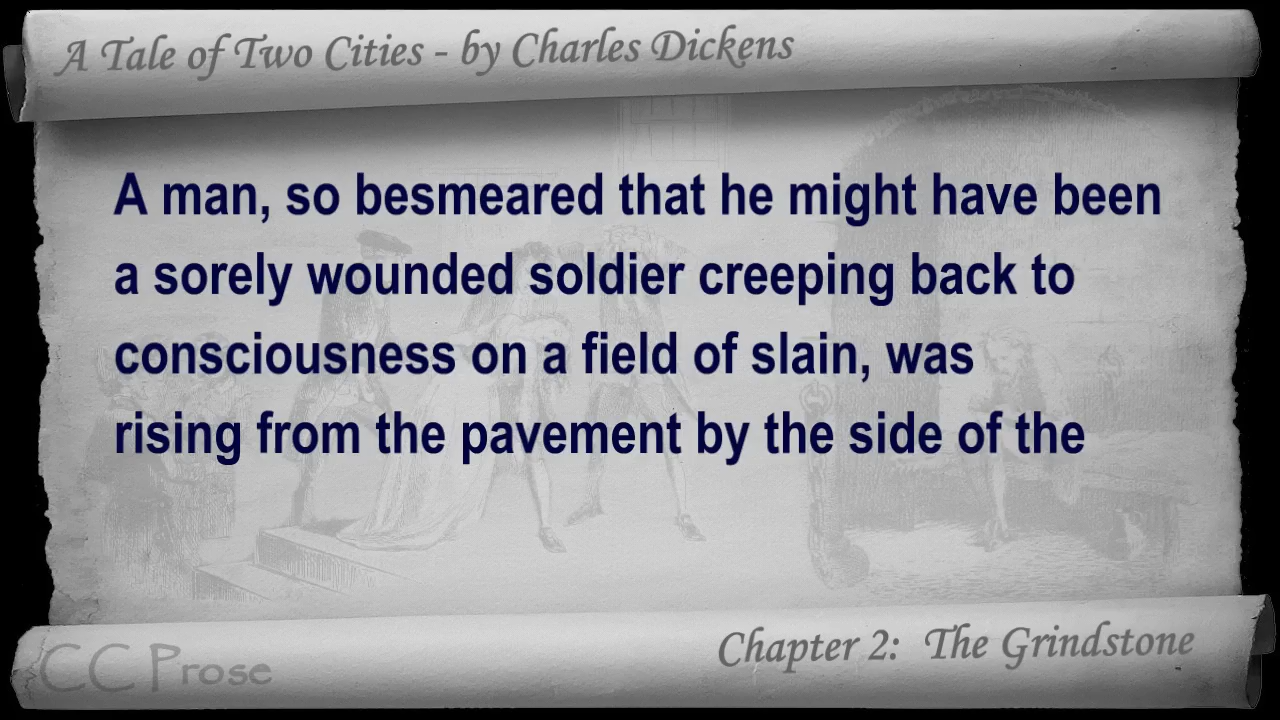 A Tale of Two Cities - by Charles Dickens
A man, so besmeared that he might have been
a sorely wounded soldier creeping back to
consciousness on a field of slain, was
rising from the pavement by the side of the
Chapter 2: The Grindstone
CC Prose